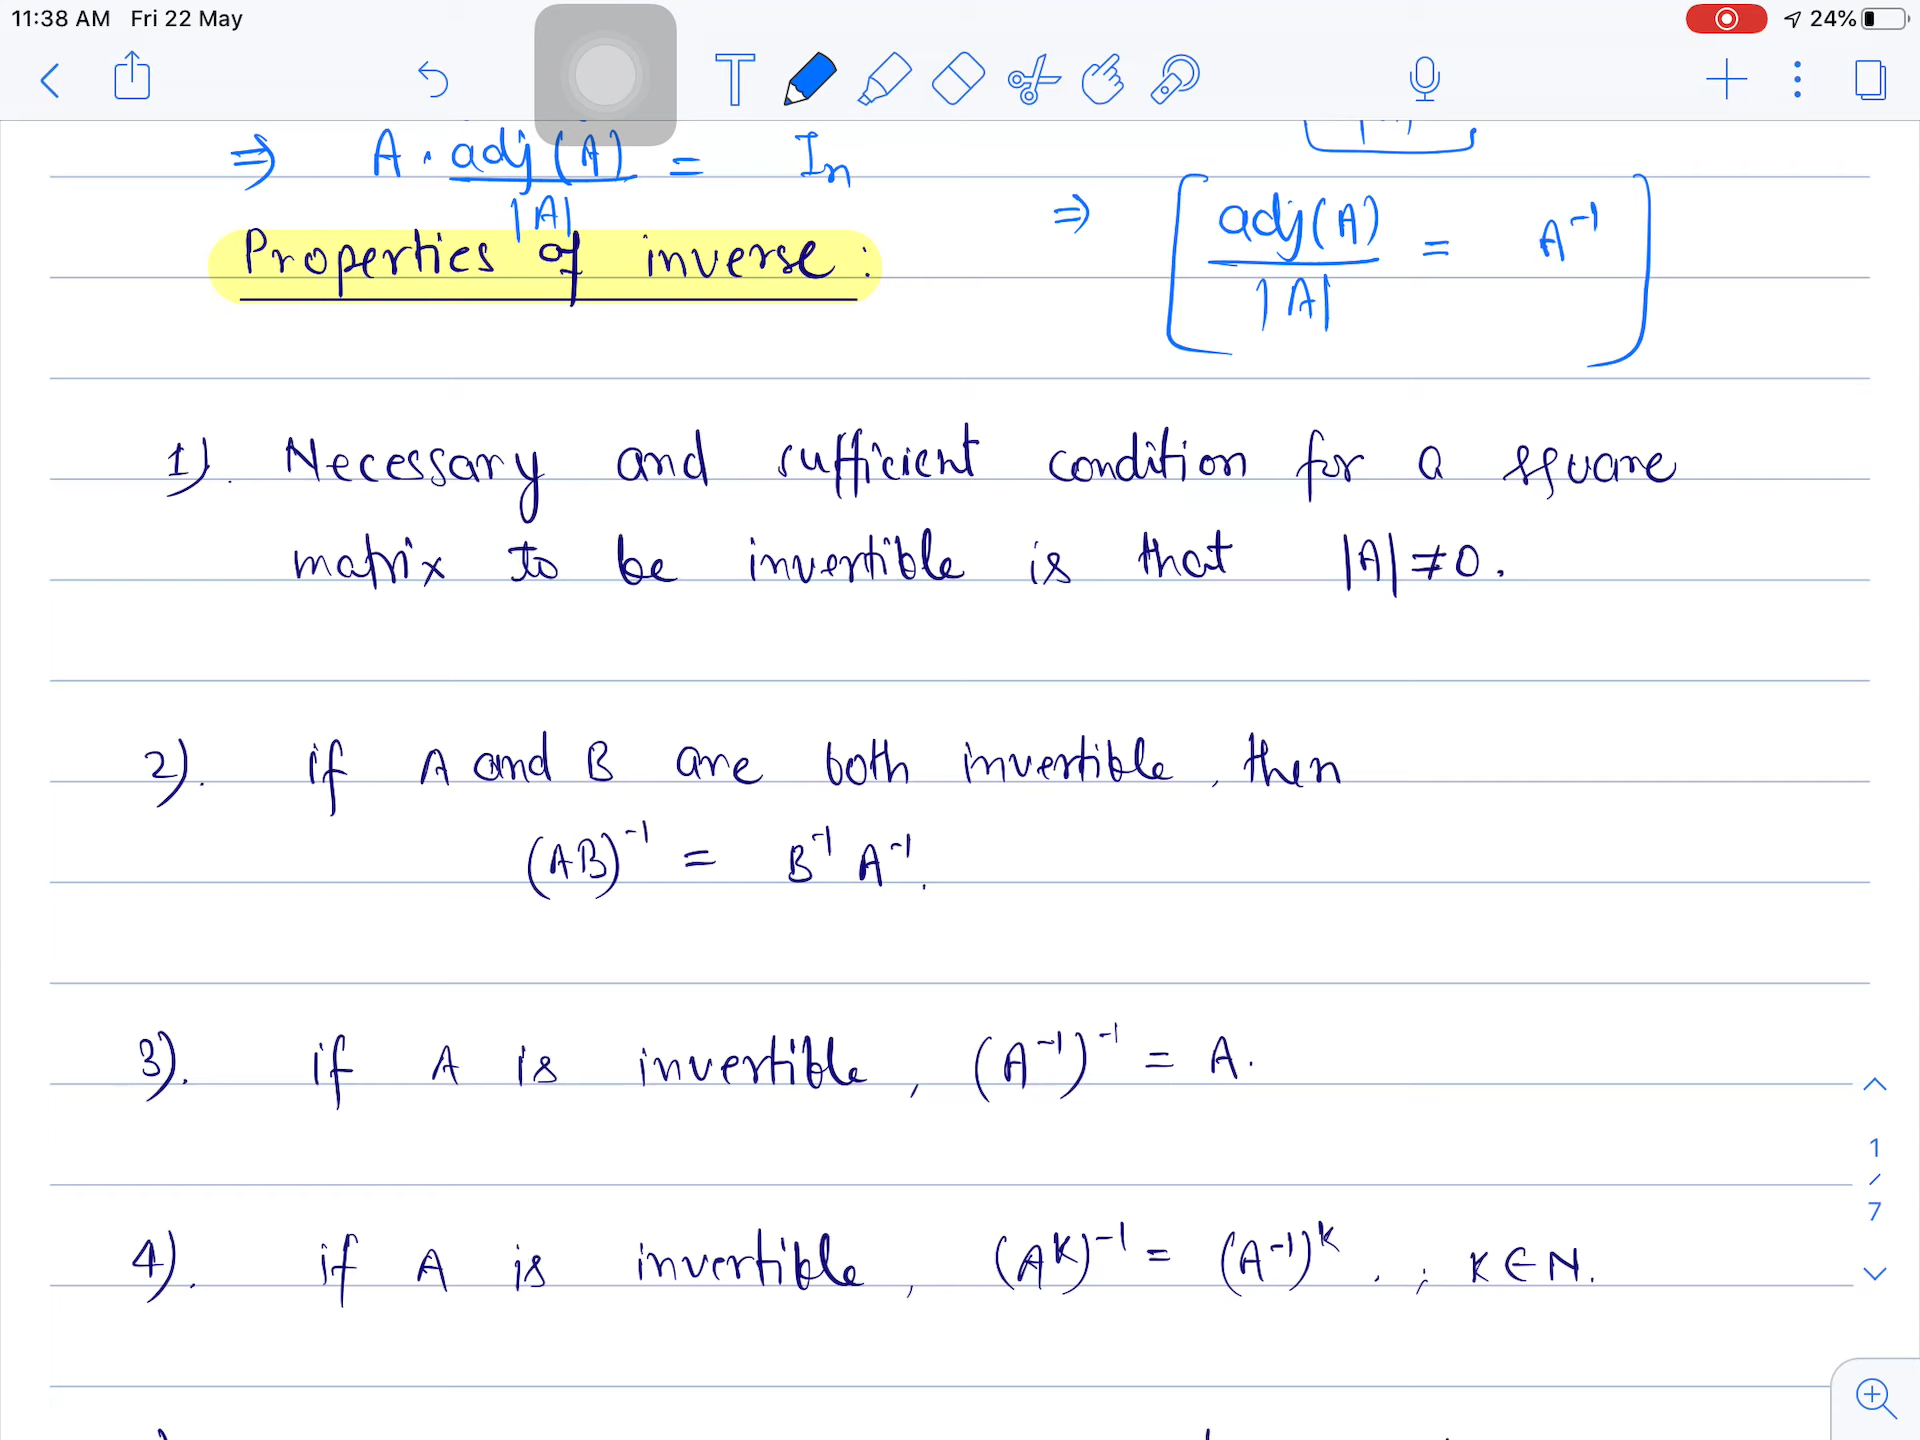 11:38 AM Fri 22 May
24%
⇒ A · adj(A) / |A| = In
⇒ [ adj(A) / |A| = A⁻¹ ]
Properties of inverse :
1). Necessary and sufficient condition for a square
matrix to be invertible is that |A| ≠ 0.
2). if A and B are both invertible, then
(AB)⁻¹ = B⁻¹ A⁻¹.
3). if A is invertible, (A⁻¹)⁻¹ = A.
1 / 7
4). if A is invertible, (Aᴷ)⁻¹ = (A⁻¹)ᵏ. ; K ∈ N.